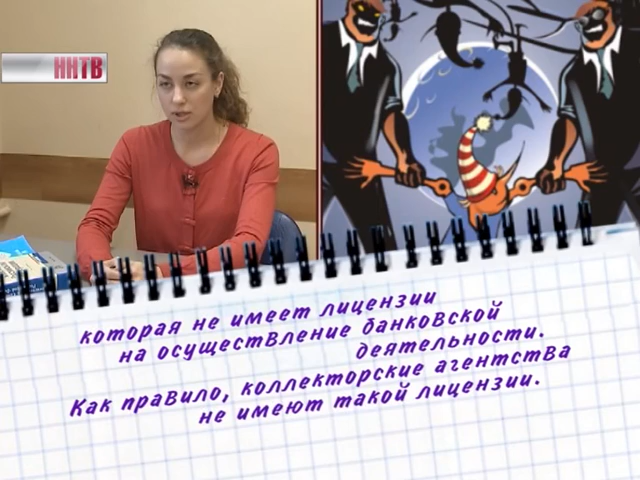 ННТВ
которая не имеет лицензии
на осуществление банковской
деятельности.
Как правило, коллекторские агентства
не имеют такой лицензии.